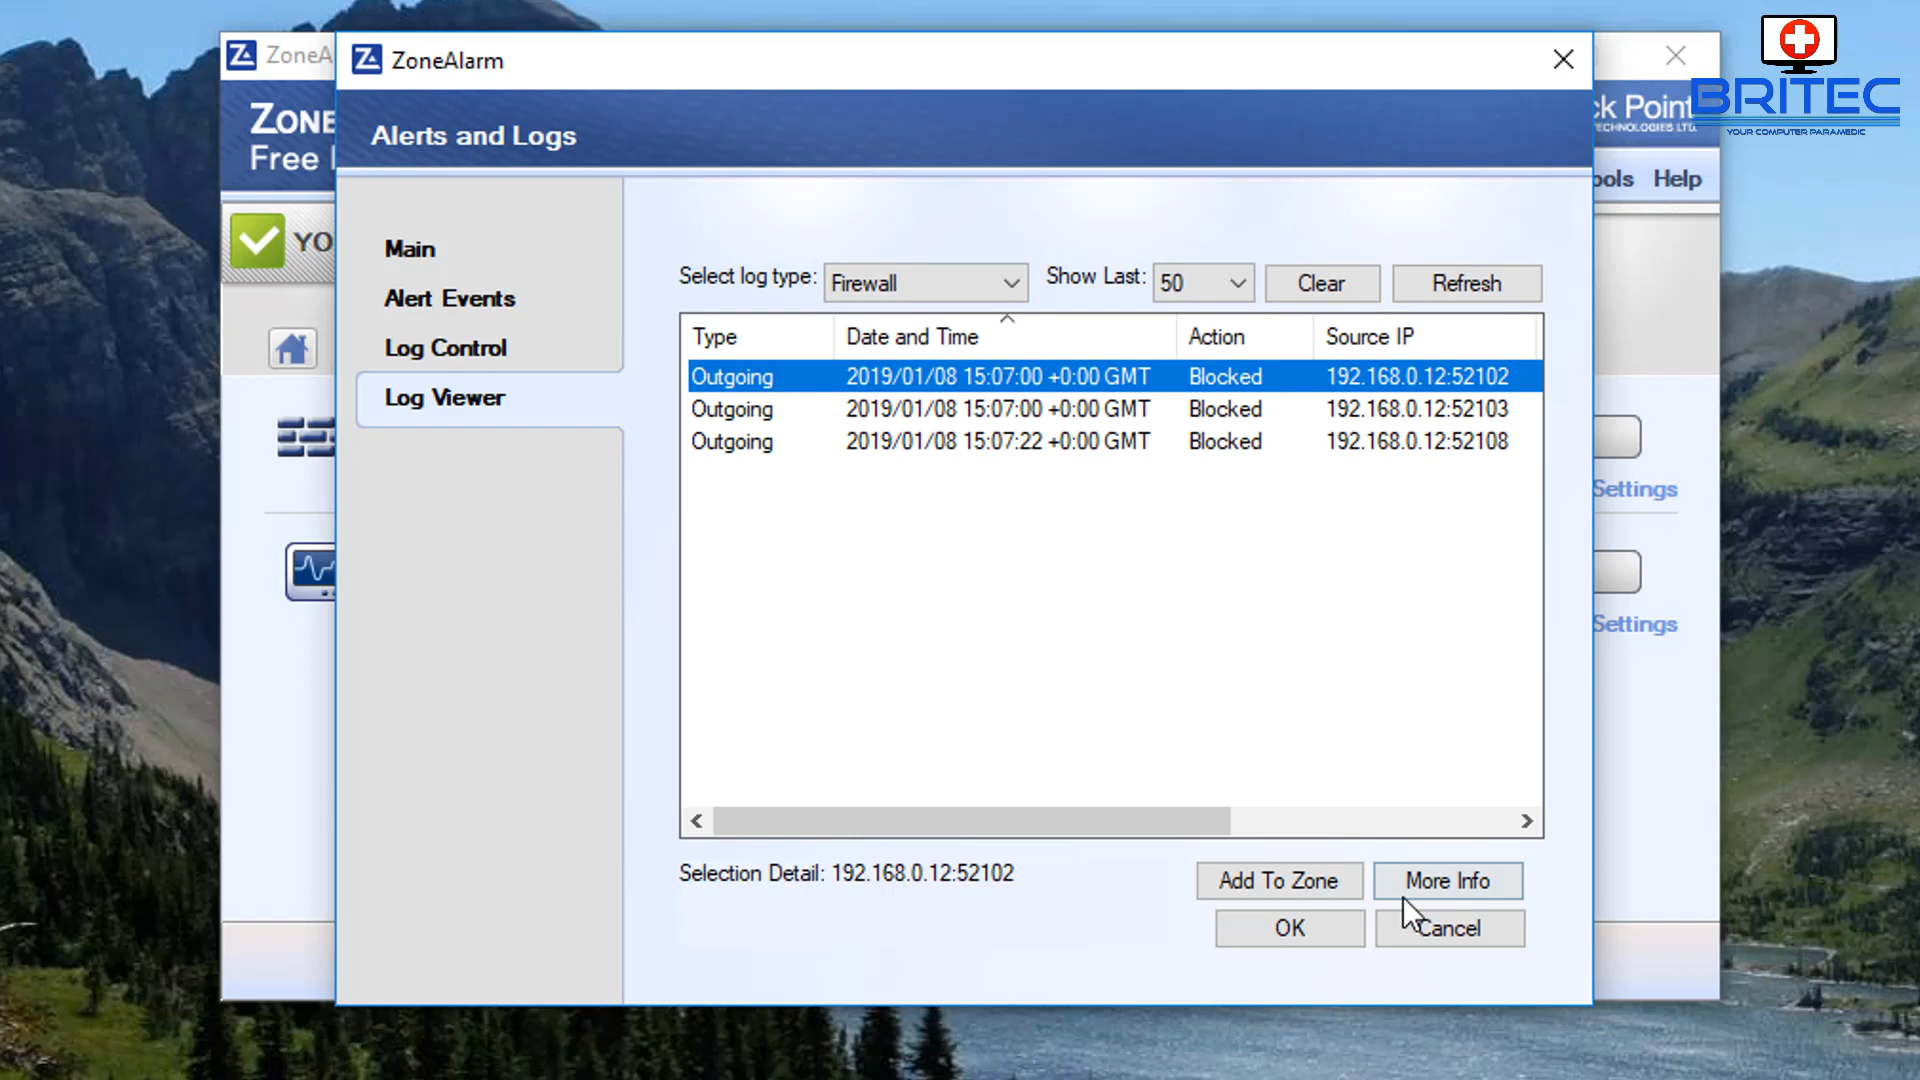 BRITEC
YOUR COMPUTER PARAMEDIC
ZoneA
ZoneAlarm
ZONE
Free
ck Point
TECHNOLOGIES LTD.
Alerts and Logs
ools Help
YO
Main
Alert Events
Log Control
Log Viewer
Select log type: Firewall Show Last: 50 Clear Refresh
Type Date and Time Action Source IP
Outgoing 2019/01/08 15:07:00 +0:00 GMT Blocked 192.168.0.12:52102
Outgoing 2019/01/08 15:07:00 +0:00 GMT Blocked 192.168.0.12:52103
Outgoing 2019/01/08 15:07:22 +0:00 GMT Blocked 192.168.0.12:52108
Settings
Settings
Selection Detail: 192.168.0.12:52102
Add To Zone More Info
OK Cancel